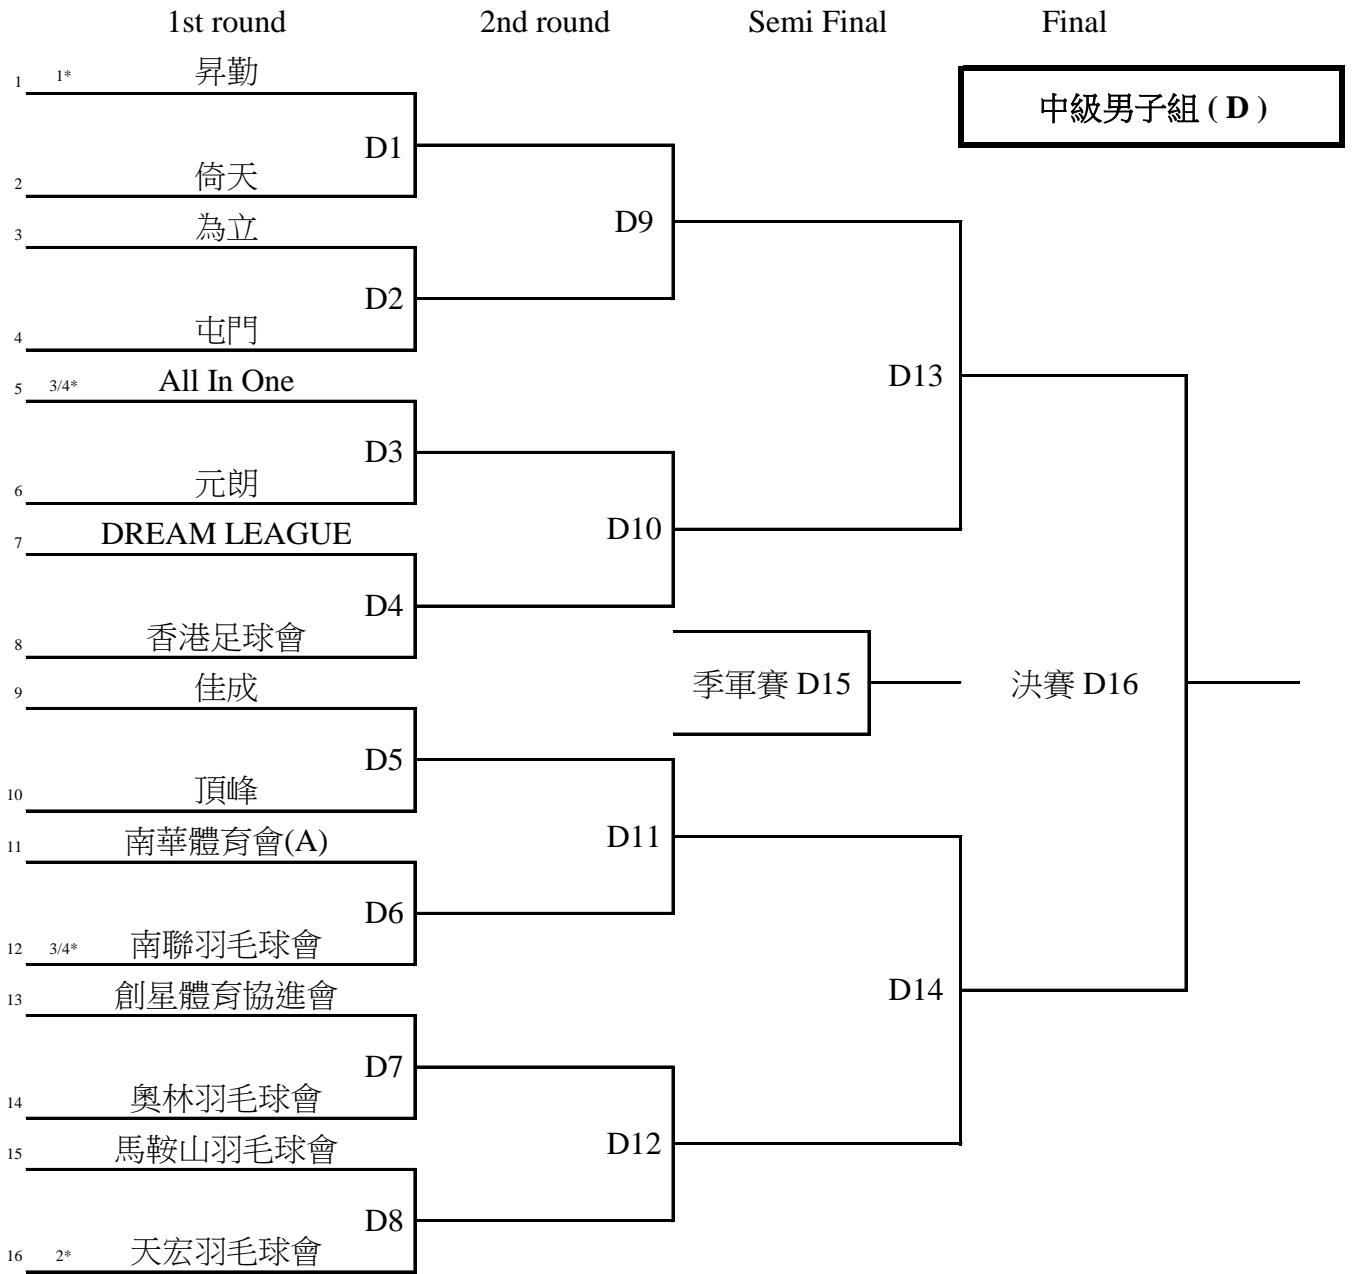 1st round 2nd round Semi Final Final
1 1* 昇勤
中級男子組 ( D )
D1
2 倚天
3 為立
D9
D2
4 屯門
5 3/4* All In One
D13
D3
6 元朗
7 DREAM LEAGUE
D10
D4
8 香港足球會
9 佳成
季軍賽 D15 決賽 D16
D5
10 頂峰
11 南華體育會(A)
D11
D6
12 3/4* 南聯羽毛球會
13 創星體育協進會
D14
D7
14 奧林羽毛球會
15 馬鞍山羽毛球會
D12
D8
16 2* 天宏羽毛球會